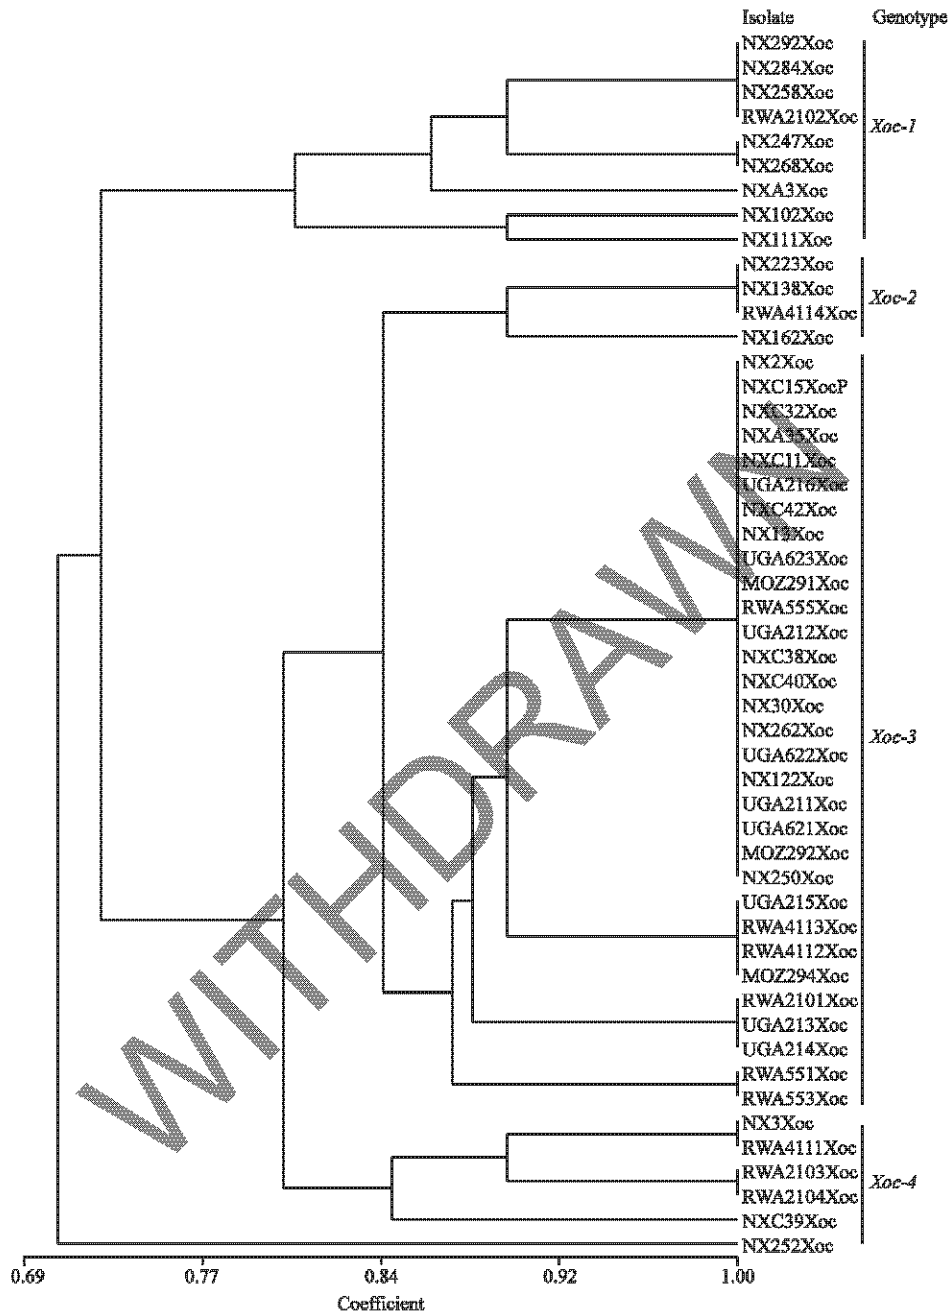 Isolate Genotype
NX292Xoc
NX284Xoc
NX258Xoc
RWA2102Xoc
Xoc-1
NX247Xoc
NX268Xoc
NXA3Xoc
NX102Xoc
NX111Xoc
NX223Xoc
NX138Xoc
Xoc-2
RWA4114Xoc
NX162Xoc
NX2Xoc
NXC15XocP
NXC32Xoc
NXA35Xoc
NXC11Xoc
UGA216Xoc
NXC42Xoc
NX13Xoc
UGA623Xoc
MOZ291Xoc
RWA555Xoc
UGA212Xoc
NXC38Xoc
NXC40Xoc
NX30Xoc
NX262Xoc
Xoc-3
UGA622Xoc
NX122Xoc
UGA211Xoc
UGA621Xoc
MOZ292Xoc
NX250Xoc
UGA215Xoc
RWA4113Xoc
RWA4112Xoc
MOZ294Xoc
RWA2101Xoc
UGA213Xoc
UGA214Xoc
RWA551Xoc
RWA553Xoc
NX3Xoc
RWA4111Xoc
RWA2103Xoc
Xoc-4
RWA2104Xoc
NXC39Xoc
NX252Xoc
0.69 0.77 0.84 0.92 1.00
Coefficient
WITHDRAWN